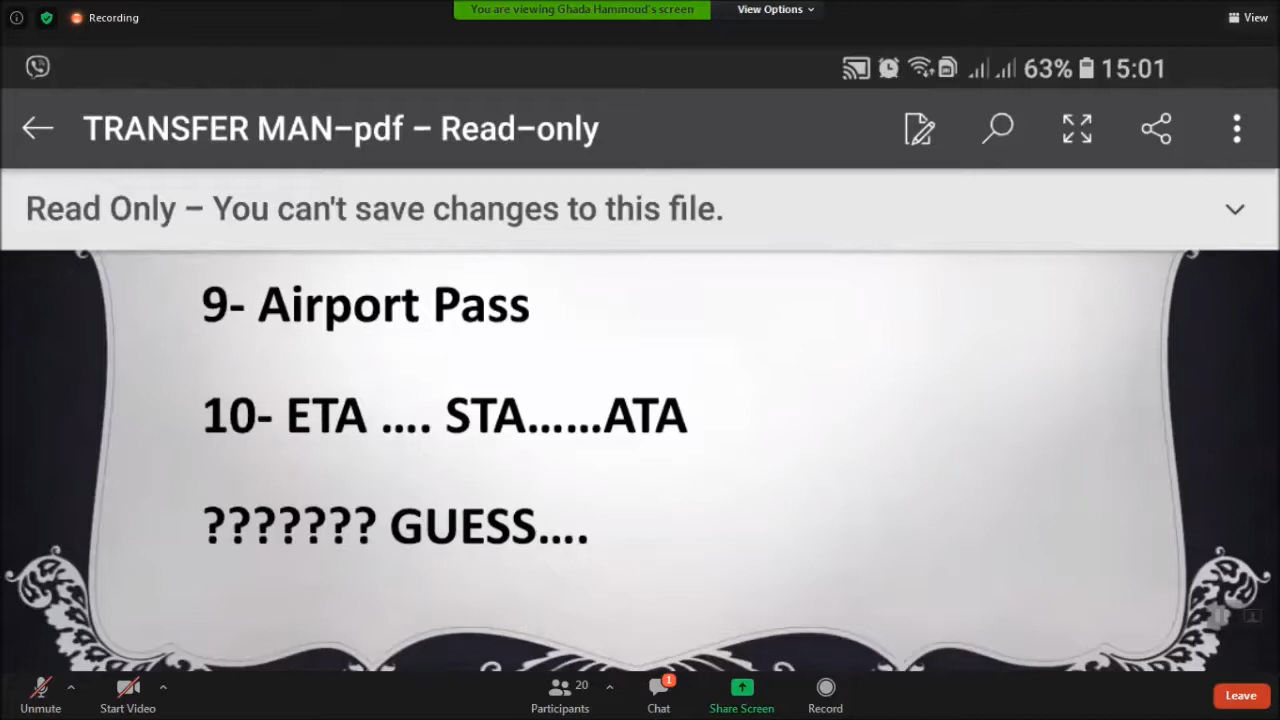 Recording
You are viewing Ghada Hammoud's screen
View Options
View
63% 15:01
TRANSFER MAN-pdf - Read-only
Read Only - You can't save changes to this file.
9- Airport Pass
10- ETA .... STA......ATA
??????? GUESS....
Unmute
Start Video
20
Participants
1
Chat
Share Screen
Record
Leave